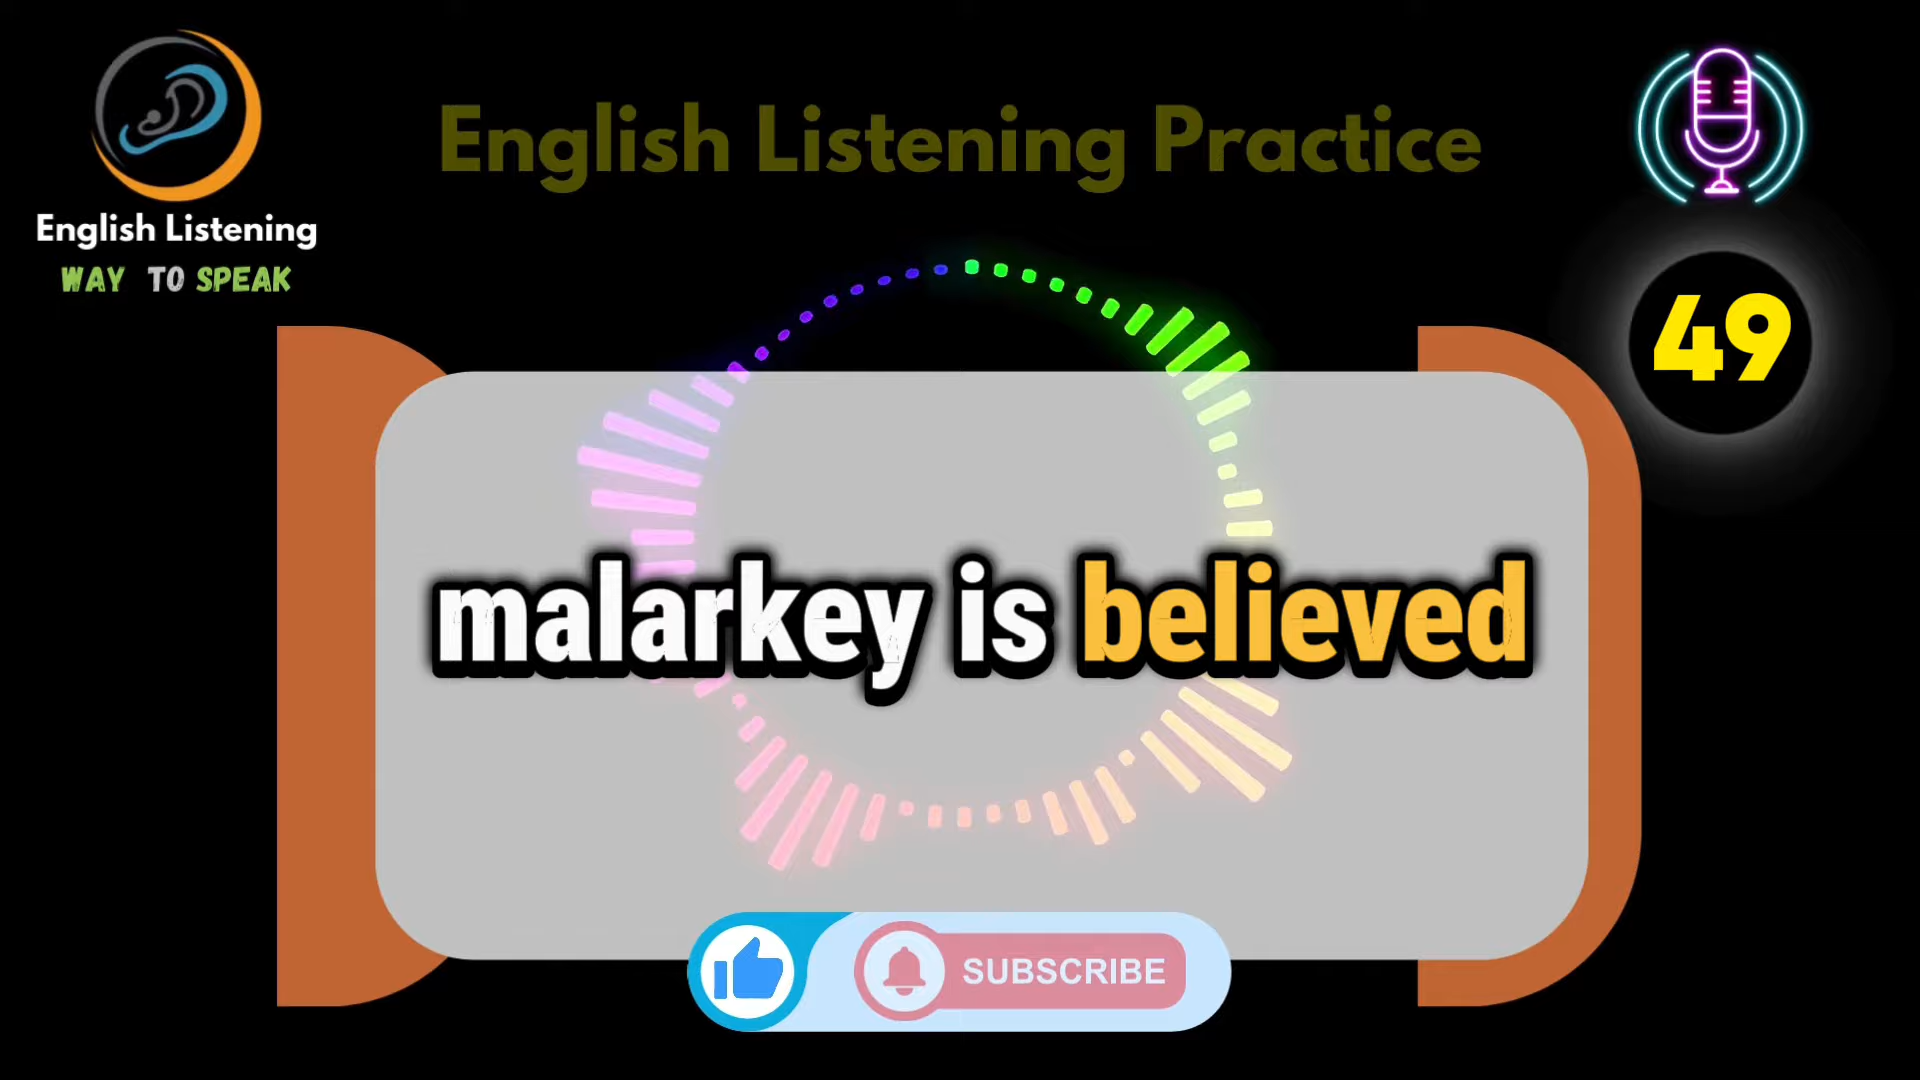 English Listening Practice
English Listening
WAY TO SPEAK
49
malarkey is believed
SUBSCRIBE